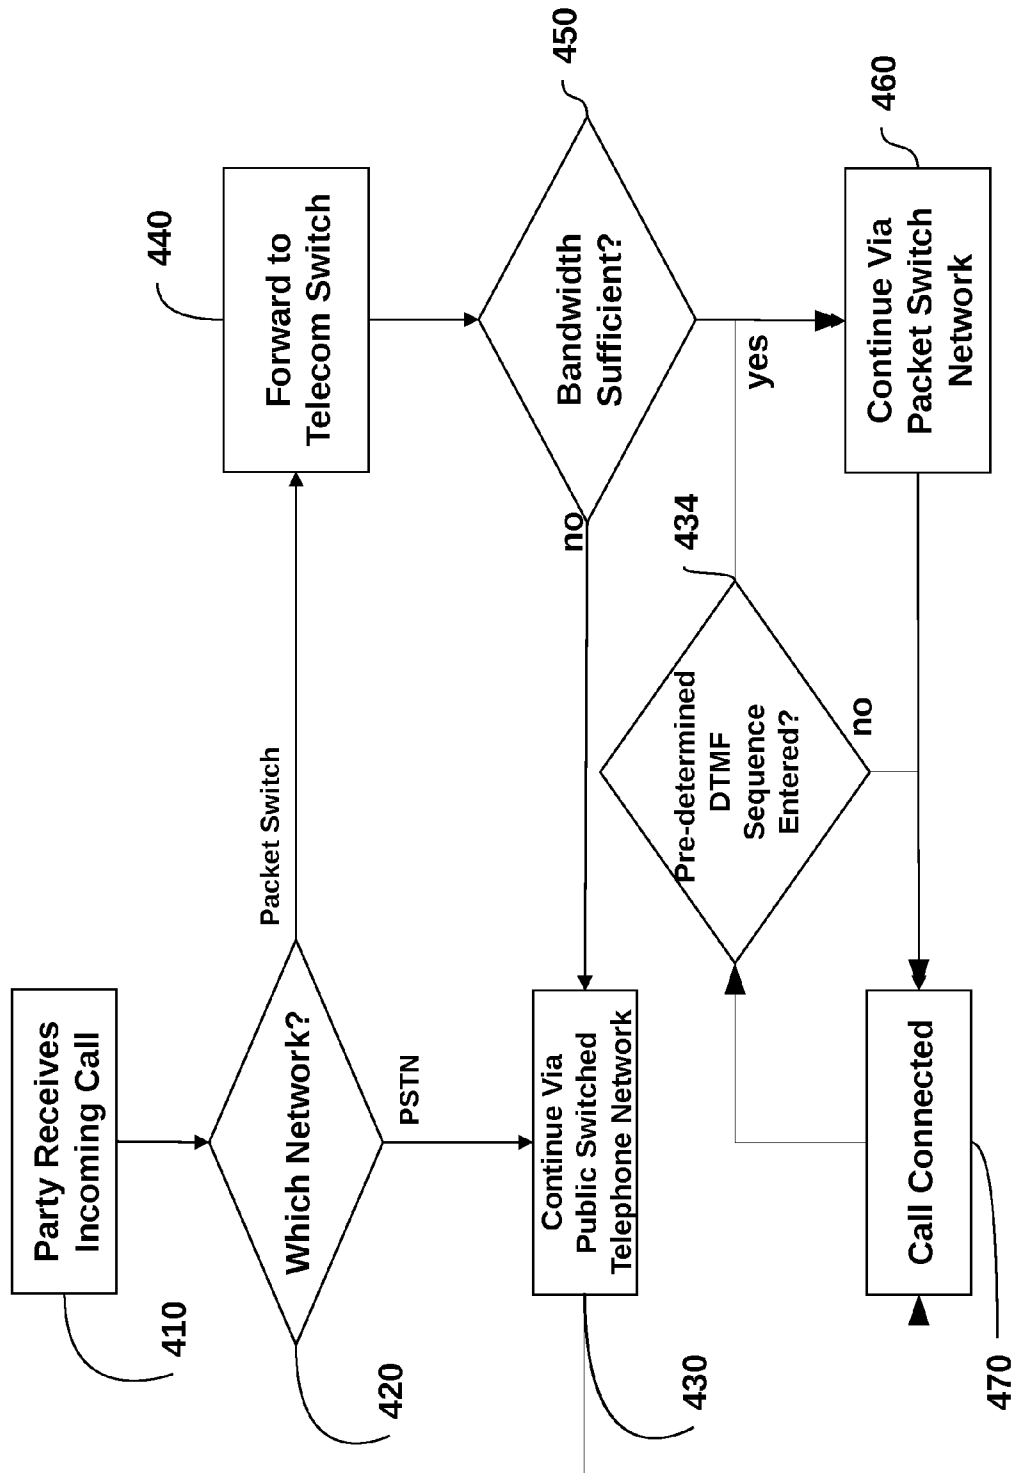 410
Party Receives
Incoming Call
420
Which Network?
Packet Switch
PSTN
440
Forward to
Telecom Switch
450
Bandwidth
Sufficient?
no
yes
430
Continue Via
Public Switched
Telephone Network
434
Pre-determined
DTMF
Sequence
Entered?
no
460
Continue Via
Packet Switch
Network
470
Call Connected